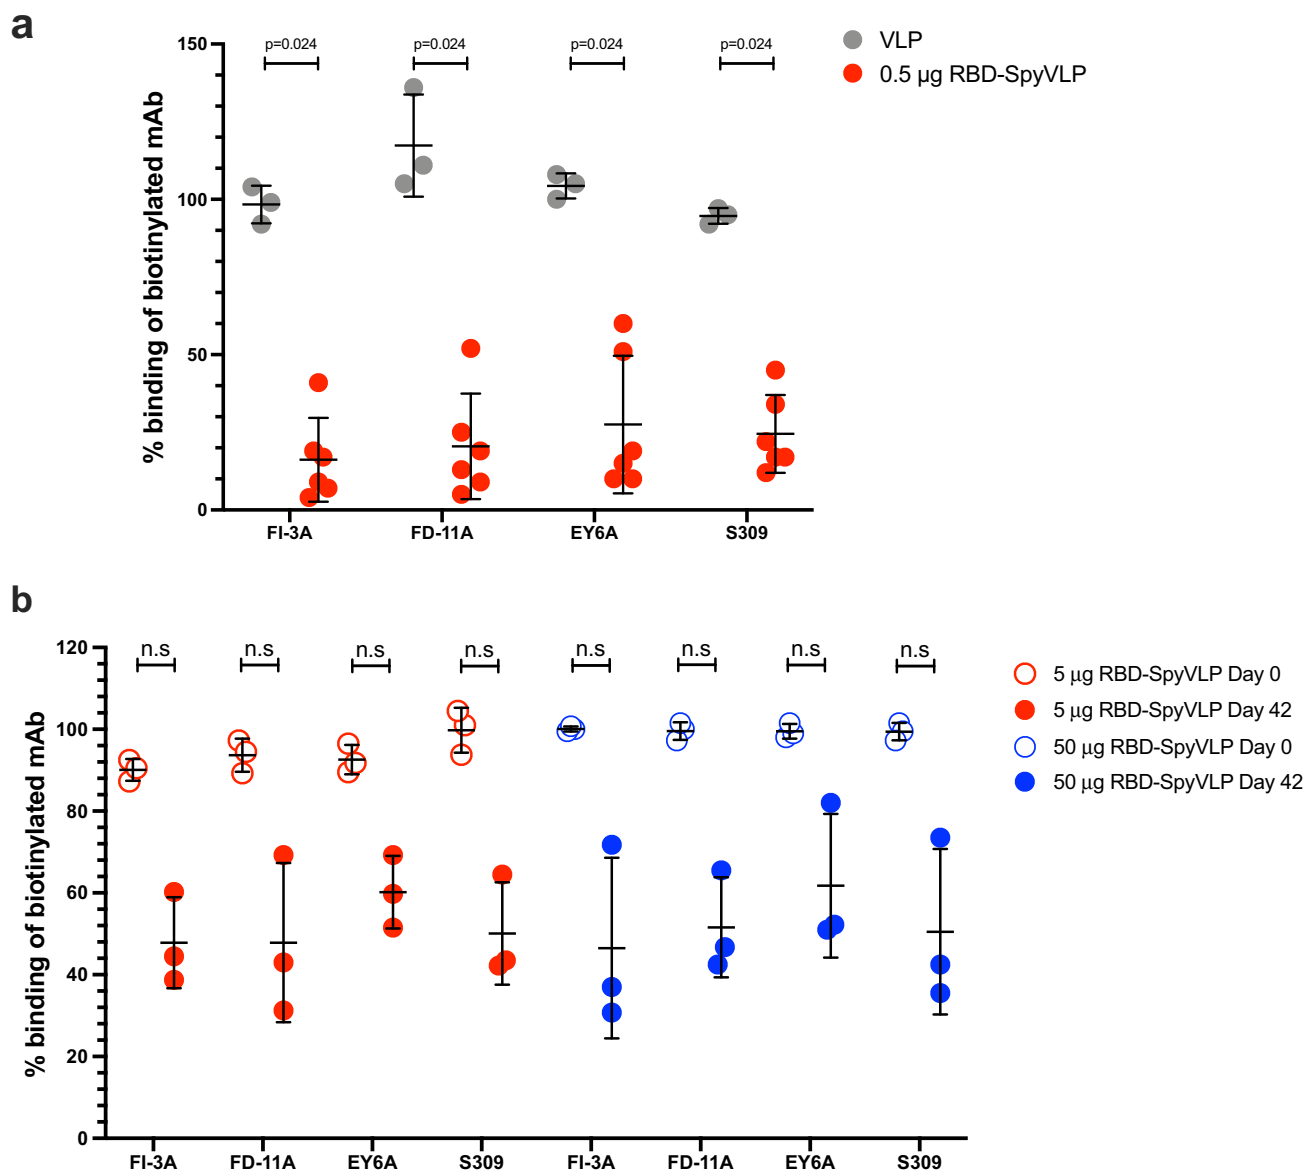 a
p=0.024 p=0.024 p=0.024 p=0.024
VLP
0.5 µg RBD-SpyVLP
% binding of biotinylated mAb
150
100
50
0
FI-3A FD-11A EY6A S309
b
n.s n.s n.s n.s n.s n.s n.s n.s
5 µg RBD-SpyVLP Day 0
5 µg RBD-SpyVLP Day 42
50 µg RBD-SpyVLP Day 0
50 µg RBD-SpyVLP Day 42
% binding of biotinylated mAb
120
100
80
60
40
20
0
FI-3A FD-11A EY6A S309 FI-3A FD-11A EY6A S309